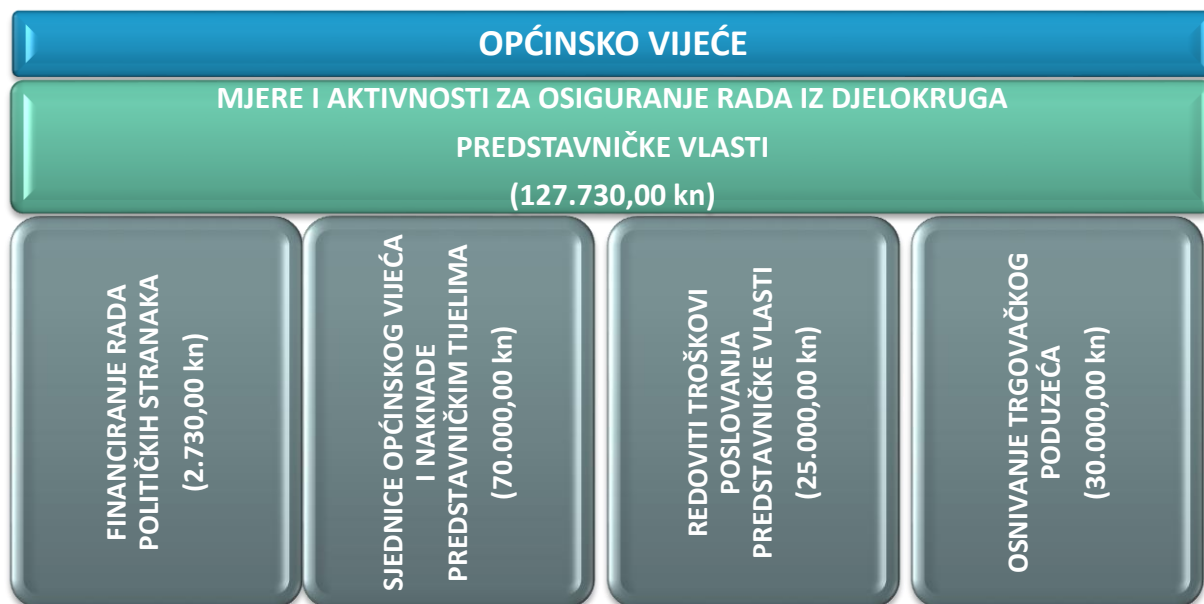 OPĆINSKO VIJEĆE
MJERE I AKTIVNOSTI ZA OSIGURANJE RADA IZ DJELOKRUGA
PREDSTAVNIČKE VLASTI
(127.730,00 kn)
FINANCIRANJE RADA
POLITIČKIH STRANAKA
(2.730,00 kn)
SJEDNICE OPĆINSKOG VIJEĆA
I NAKNADE
PREDSTAVNIČKIM TIJELIMA
(70.000,00 kn)
REDOVITI TROŠKOVI
POSLOVANJA
PREDSTAVNIČKE VLASTI
(25.000,00 kn)
OSNIVANJE TRGOVAČKOG
PODUZEĆA
(30.000,00 kn)